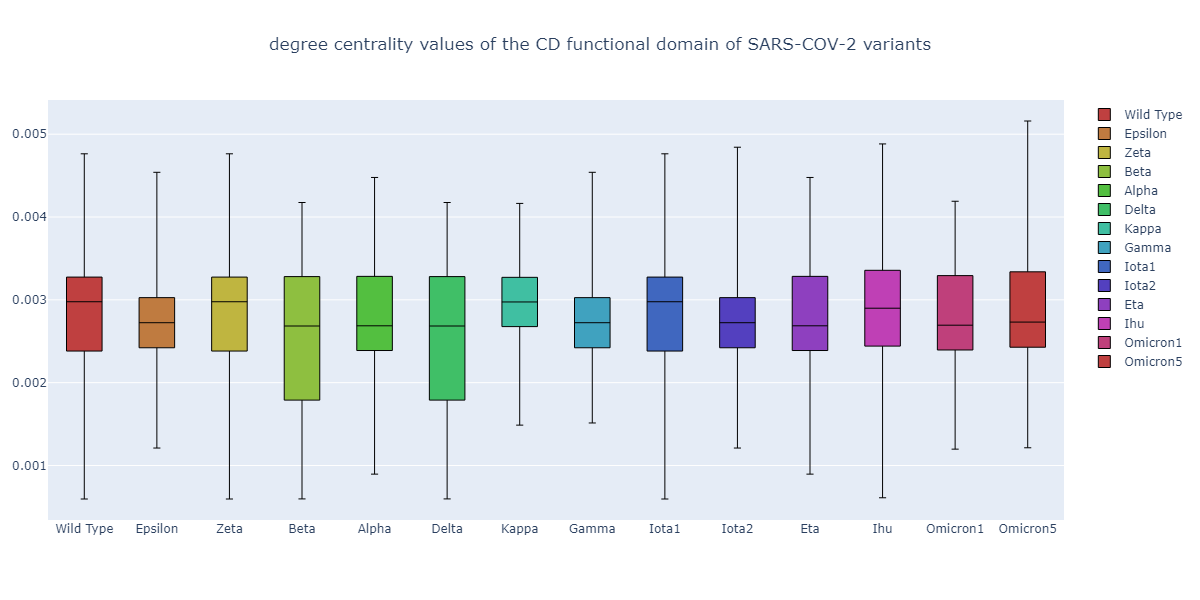 degree centrality values of the CD functional domain of SARS-COV-2 variants
0.005
0.004
0.003
0.002
0.001
Wild Type
Epsilon
Zeta
Beta
Alpha
Delta
Kappa
Gamma
Iota1
Iota2
Eta
Ihu
Omicron1
Omicron5
Wild Type
Epsilon
Zeta
Beta
Alpha
Delta
Kappa
Gamma
Iota1
Iota2
Eta
Ihu
Omicron1
Omicron5